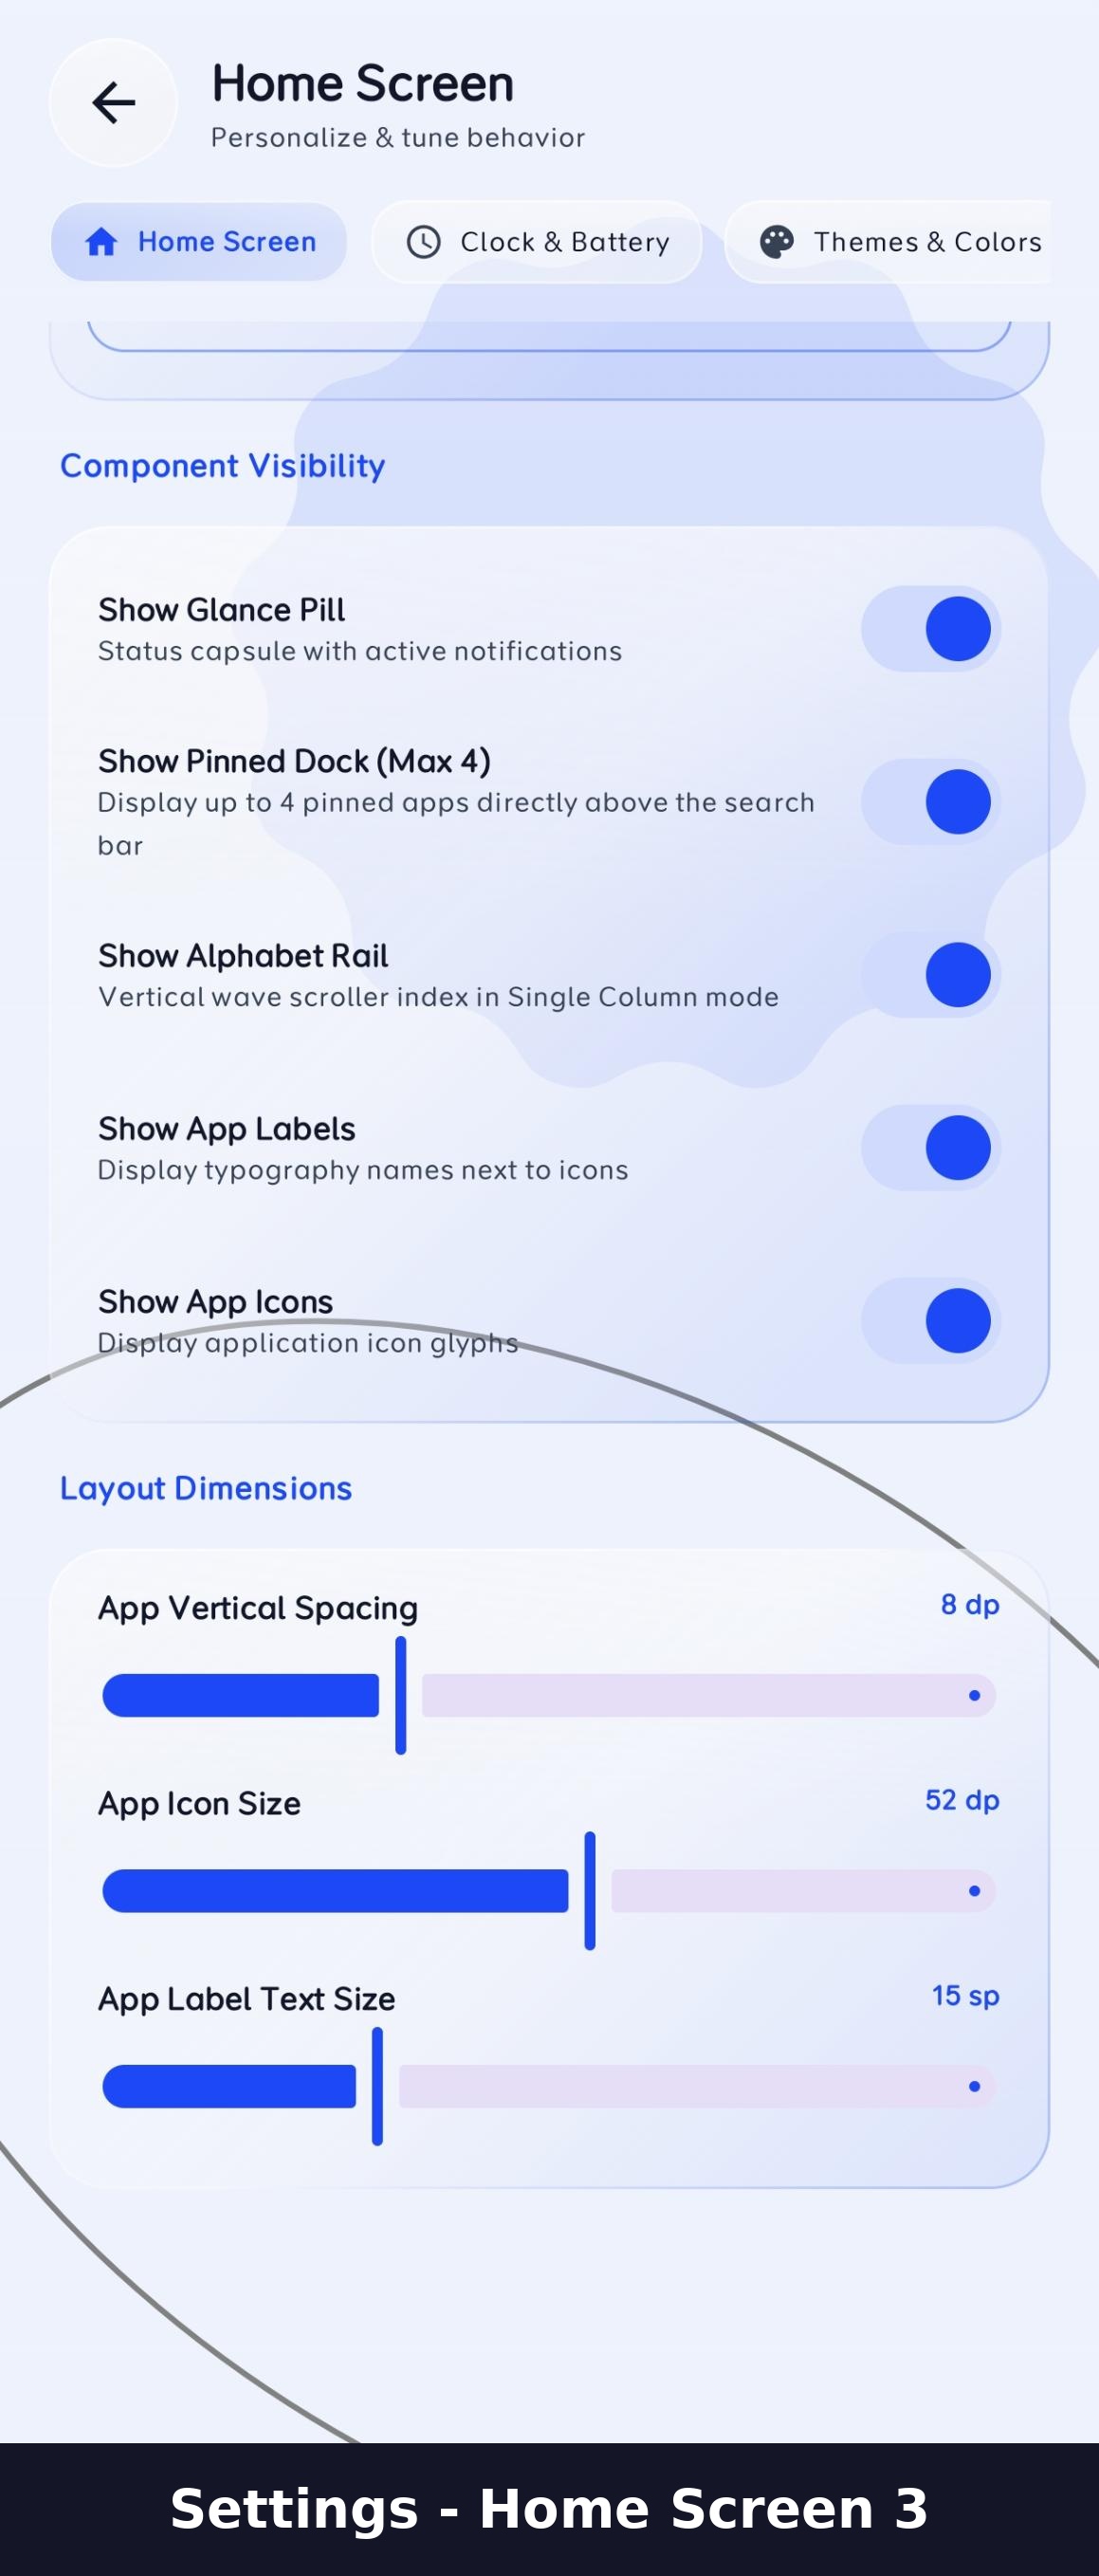 Home Screen
Personalize & tune behavior
Home Screen
Clock & Battery
Themes & Colors
Component Visibility
Show Glance Pill
Status capsule with active notifications
Show Pinned Dock (Max 4)
Display up to 4 pinned apps directly above the search
bar
Show Alphabet Rail
Vertical wave scroller index in Single Column mode
Show App Labels
Display typography names next to icons
Show App Icons
Display application icon glyphs
Layout Dimensions
App Vertical Spacing
8 dp
App Icon Size
52 dp
App Label Text Size
15 sp
Settings - Home Screen 3